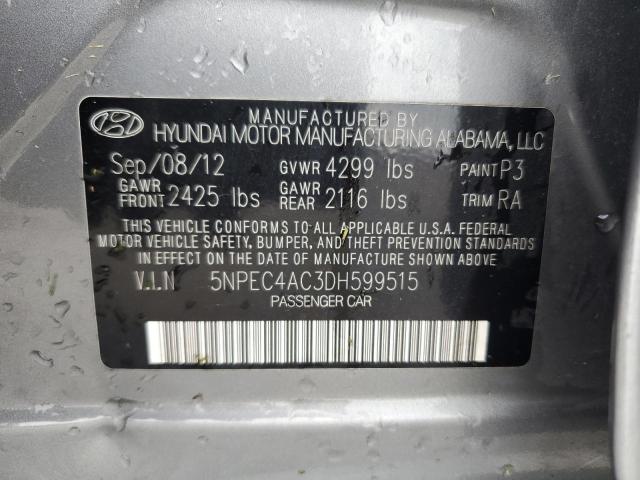 MANUFACTURED BY
HYUNDAI MOTOR MANUFACTURING ALABAMA, LLC
Sep/08/12 GVWR 4299 lbs PAINT P3
GAWR FRONT 2425 lbs GAWR REAR 2116 lbs TRIM RA
THIS VEHICLE CONFORMS TO ALL APPLICABLE U.S.A. FEDERAL
MOTOR VEHICLE SAFETY, BUMPER, AND THEFT PREVENTION STANDARDS
IN EFFECT ON THE DATE OF MANUFACTURE SHOWN ABOVE.
V.I.N 5NPEC4AC3DH599515
PASSENGER CAR